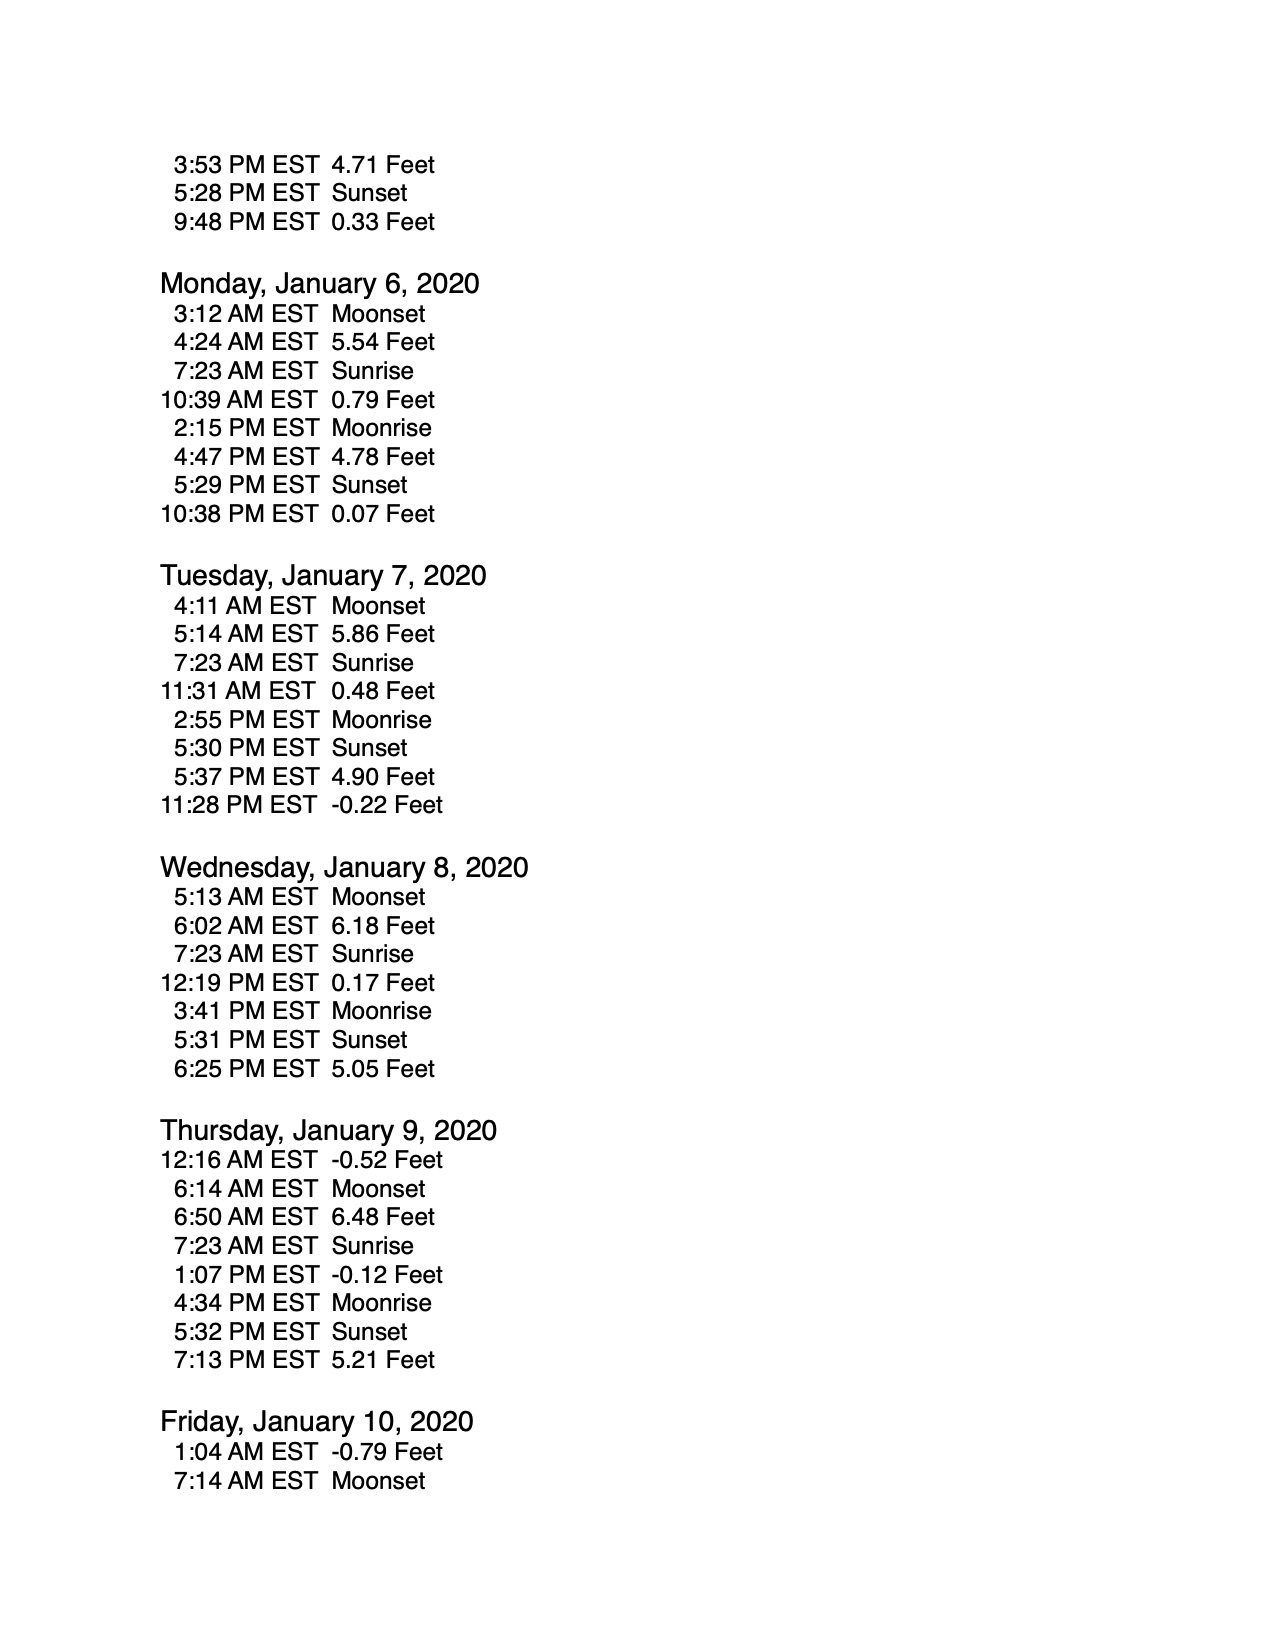 3:53 PM EST 4.71 Feet
5:28 PM EST Sunset
9:48 PM EST 0.33 Feet
Monday, January 6, 2020
3:12 AM EST Moonset
4:24 AM EST 5.54 Feet
7:23 AM EST Sunrise
10:39 AM EST 0.79 Feet
2:15 PM EST Moonrise
4:47 PM EST 4.78 Feet
5:29 PM EST Sunset
10:38 PM EST 0.07 Feet
Tuesday, January 7, 2020
4:11 AM EST Moonset
5:14 AM EST 5.86 Feet
7:23 AM EST Sunrise
11:31 AM EST 0.48 Feet
2:55 PM EST Moonrise
5:30 PM EST Sunset
5:37 PM EST 4.90 Feet
11:28 PM EST -0.22 Feet
Wednesday, January 8, 2020
5:13 AM EST Moonset
6:02 AM EST 6.18 Feet
7:23 AM EST Sunrise
12:19 PM EST 0.17 Feet
3:41 PM EST Moonrise
5:31 PM EST Sunset
6:25 PM EST 5.05 Feet
Thursday, January 9, 2020
12:16 AM EST -0.52 Feet
6:14 AM EST Moonset
6:50 AM EST 6.48 Feet
7:23 AM EST Sunrise
1:07 PM EST -0.12 Feet
4:34 PM EST Moonrise
5:32 PM EST Sunset
7:13 PM EST 5.21 Feet
Friday, January 10, 2020
1:04 AM EST -0.79 Feet
7:14 AM EST Moonset